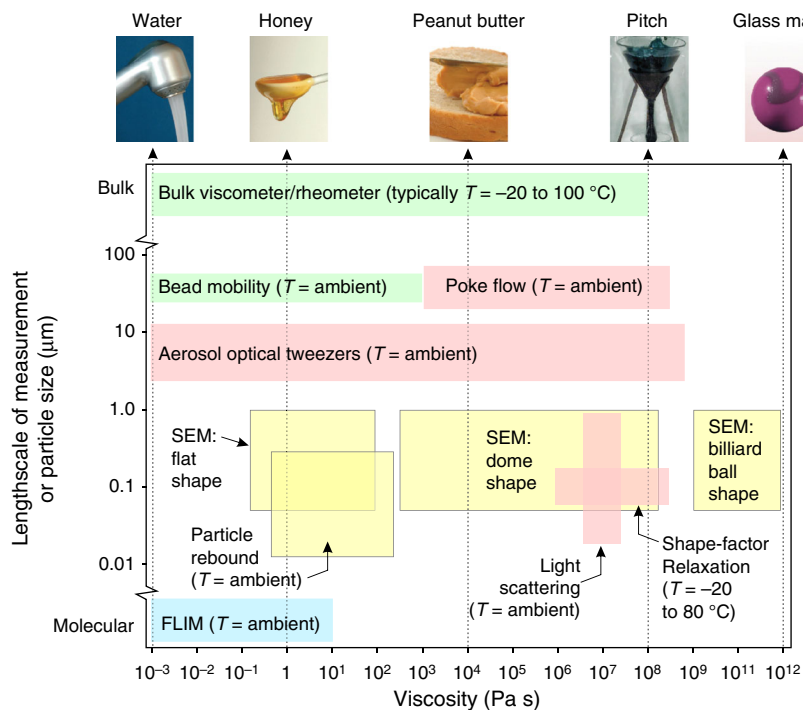 Water
Honey
Peanut butter
Pitch
Glass ma
Lengthscale of measurement
or particle size (μm)
Bulk
Bulk viscometer/rheometer (typically T = –20 to 100 °C)
100
Bead mobility (T = ambient)
Poke flow (T = ambient)
10
Aerosol optical tweezers (T = ambient)
1.0
SEM:
flat
shape
SEM:
dome
shape
SEM:
billiard
ball
shape
0.1
Particle
rebound
(T = ambient)
Light
scattering
(T = ambient)
Shape-factor
Relaxation
(T = –20
to 80 °C)
0.01
Molecular
FLIM (T = ambient)
10⁻³ 10⁻² 10⁻¹ 1 10¹ 10² 10³ 10⁴ 10⁵ 10⁶ 10⁷ 10⁸ 10⁹ 10¹¹ 10¹²
Viscosity (Pa s)